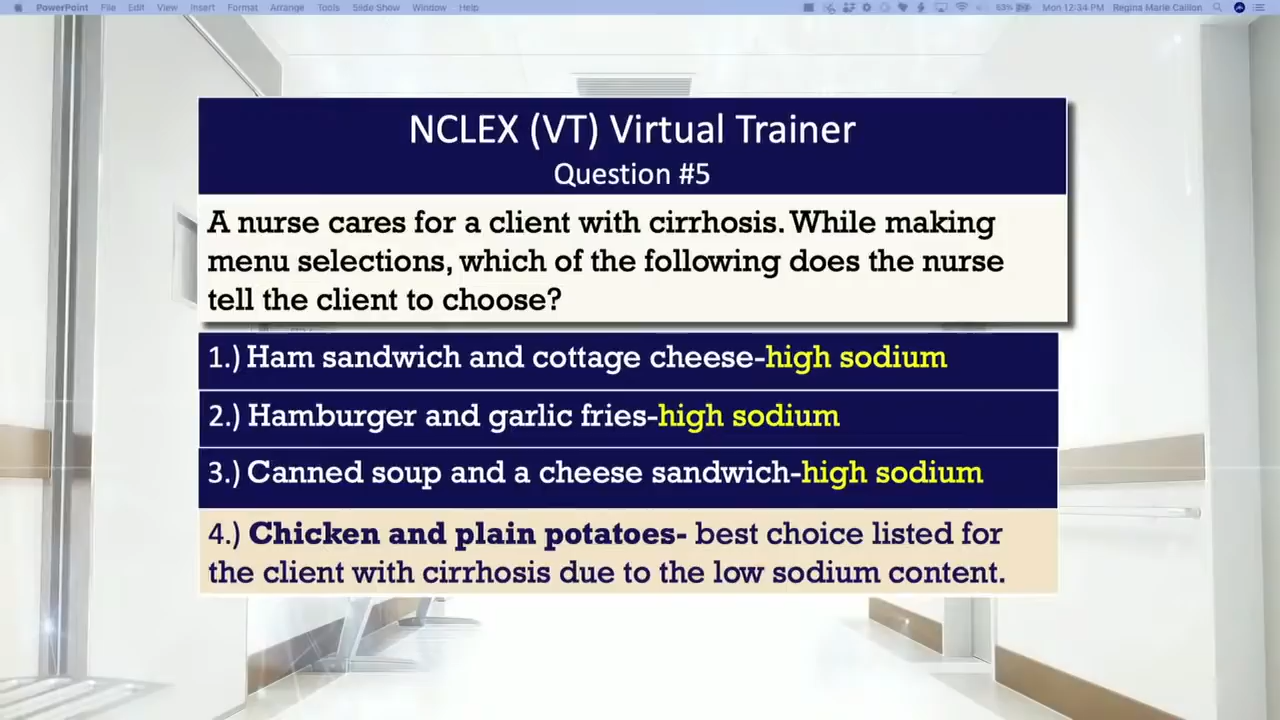 PowerPoint File Edit View Insert Format Arrange Tools Slide Show Window Help 63% Mon 12:34 PM Regina Marie Callion
NCLEX (VT) Virtual Trainer
Question #5
A nurse cares for a client with cirrhosis. While making
menu selections, which of the following does the nurse
tell the client to choose?
1.) Ham sandwich and cottage cheese-high sodium
2.) Hamburger and garlic fries-high sodium
3.) Canned soup and a cheese sandwich-high sodium
4.) Chicken and plain potatoes- best choice listed for
the client with cirrhosis due to the low sodium content.